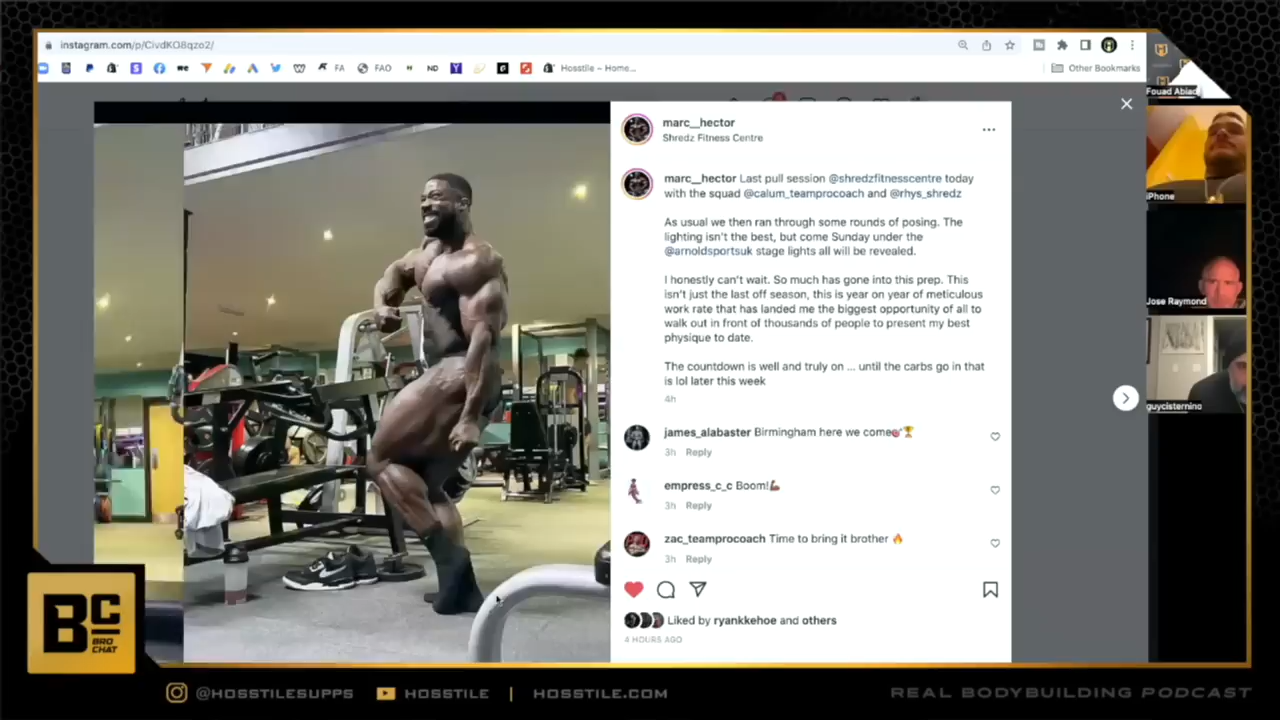 instagram.com/p/CivdKO8qzo2/
FA
FAO
ND
Hosstile – Home...
Other Bookmarks
Fouad Abiad
marc__hector
Shredz Fitness Centre
marc__hector Last pull session @shredzfitnesscentre today
with the squad @calum_teamprocoach and @rhys_shredz
As usual we then ran through some rounds of posing. The
lighting isn't the best, but come Sunday under the
@arnoldsportsuk stage lights all will be revealed.
I honestly can't wait. So much has gone into this prep. This
isn't just the last off season, this is year on year of meticulous
work rate that has landed me the biggest opportunity of all to
walk out in front of thousands of people to present my best
physique to date.
The countdown is well and truly on ... until the carbs go in that
is lol later this week
4h
james_alabaster Birmingham here we come
3h Reply
empress_c_c Boom!
3h Reply
zac_teamprocoach Time to bring it brother
3h Reply
Liked by ryankkehoe and others
4 HOURS AGO
iPhone
Jose Raymond
guycisternino
BC
BRO
CHAT
@HOSSTILESUPPS HOSSTILE | HOSSTILE.COM
REAL BODYBUILDING PODCAST